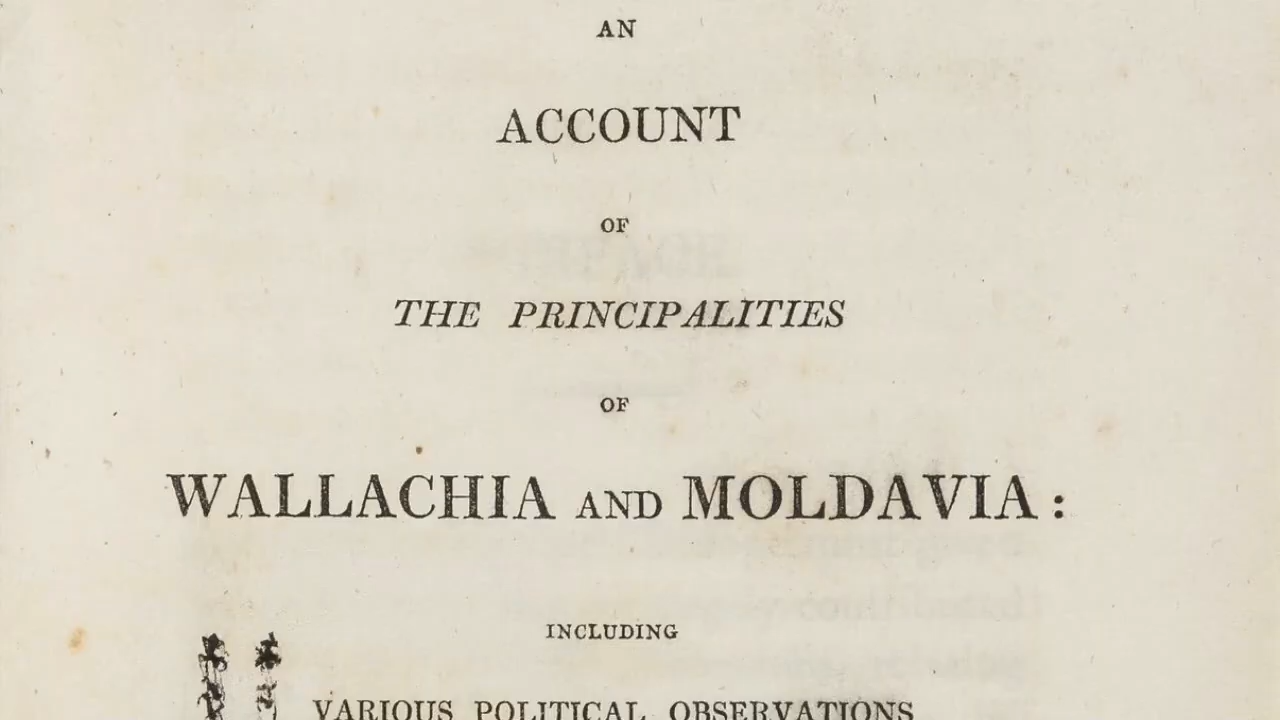 AN
ACCOUNT
OF
THE PRINCIPALITIES
OF
WALLACHIA AND MOLDAVIA :
INCLUDING
VARIOUS POLITICAL OBSERVATIONS